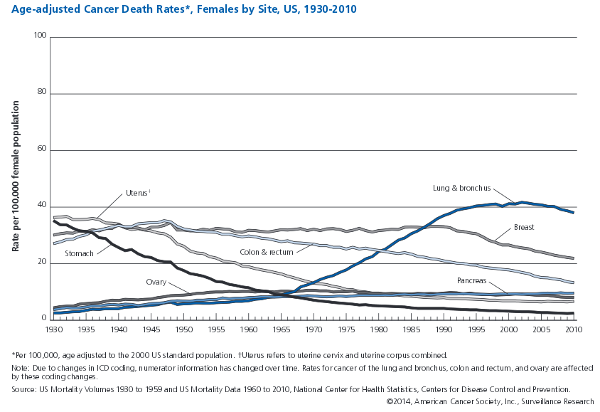 Age-adjusted Cancer Death Rates*, Females by Site, US, 1930-2010
100
80
60
40
20
0
Rate per 100,000 female population
Uterus†
Lung & bronchus
Breast
Stomach
Colon & rectum
Ovary
Pancreas
1930 1935 1940 1945 1950 1955 1960 1965 1970 1975 1980 1985 1990 1995 2000 2005 2010
*Per 100,000, age adjusted to the 2000 US standard population. †Uterus refers to uterine cervix and uterine corpus combined.
Note: Due to changes in ICD coding, numerator information has changed over time. Rates for cancer of the lung and bronchus, colon and rectum, and ovary are affected
by these coding changes.
Source: US Mortality Volumes 1930 to 1959 and US Mortality Data 1960 to 2010, National Center for Health Statistics, Centers for Disease Control and Prevention.
©2014, American Cancer Society, Inc., Surveillance Research